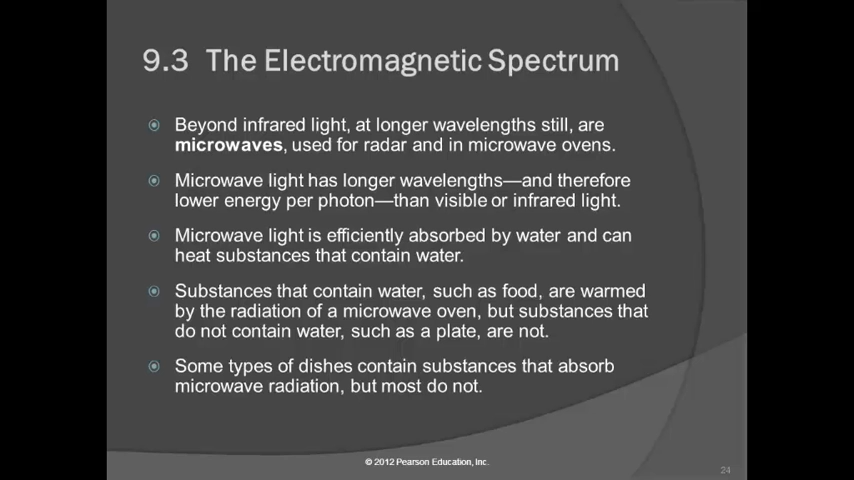 9.3 The Electromagnetic Spectrum
Beyond infrared light, at longer wavelengths still, are
microwaves, used for radar and in microwave ovens.
Microwave light has longer wavelengths—and therefore
lower energy per photon—than visible or infrared light.
Microwave light is efficiently absorbed by water and can
heat substances that contain water.
Substances that contain water, such as food, are warmed
by the radiation of a microwave oven, but substances that
do not contain water, such as a plate, are not.
Some types of dishes contain substances that absorb
microwave radiation, but most do not.
© 2012 Pearson Education, Inc.
24